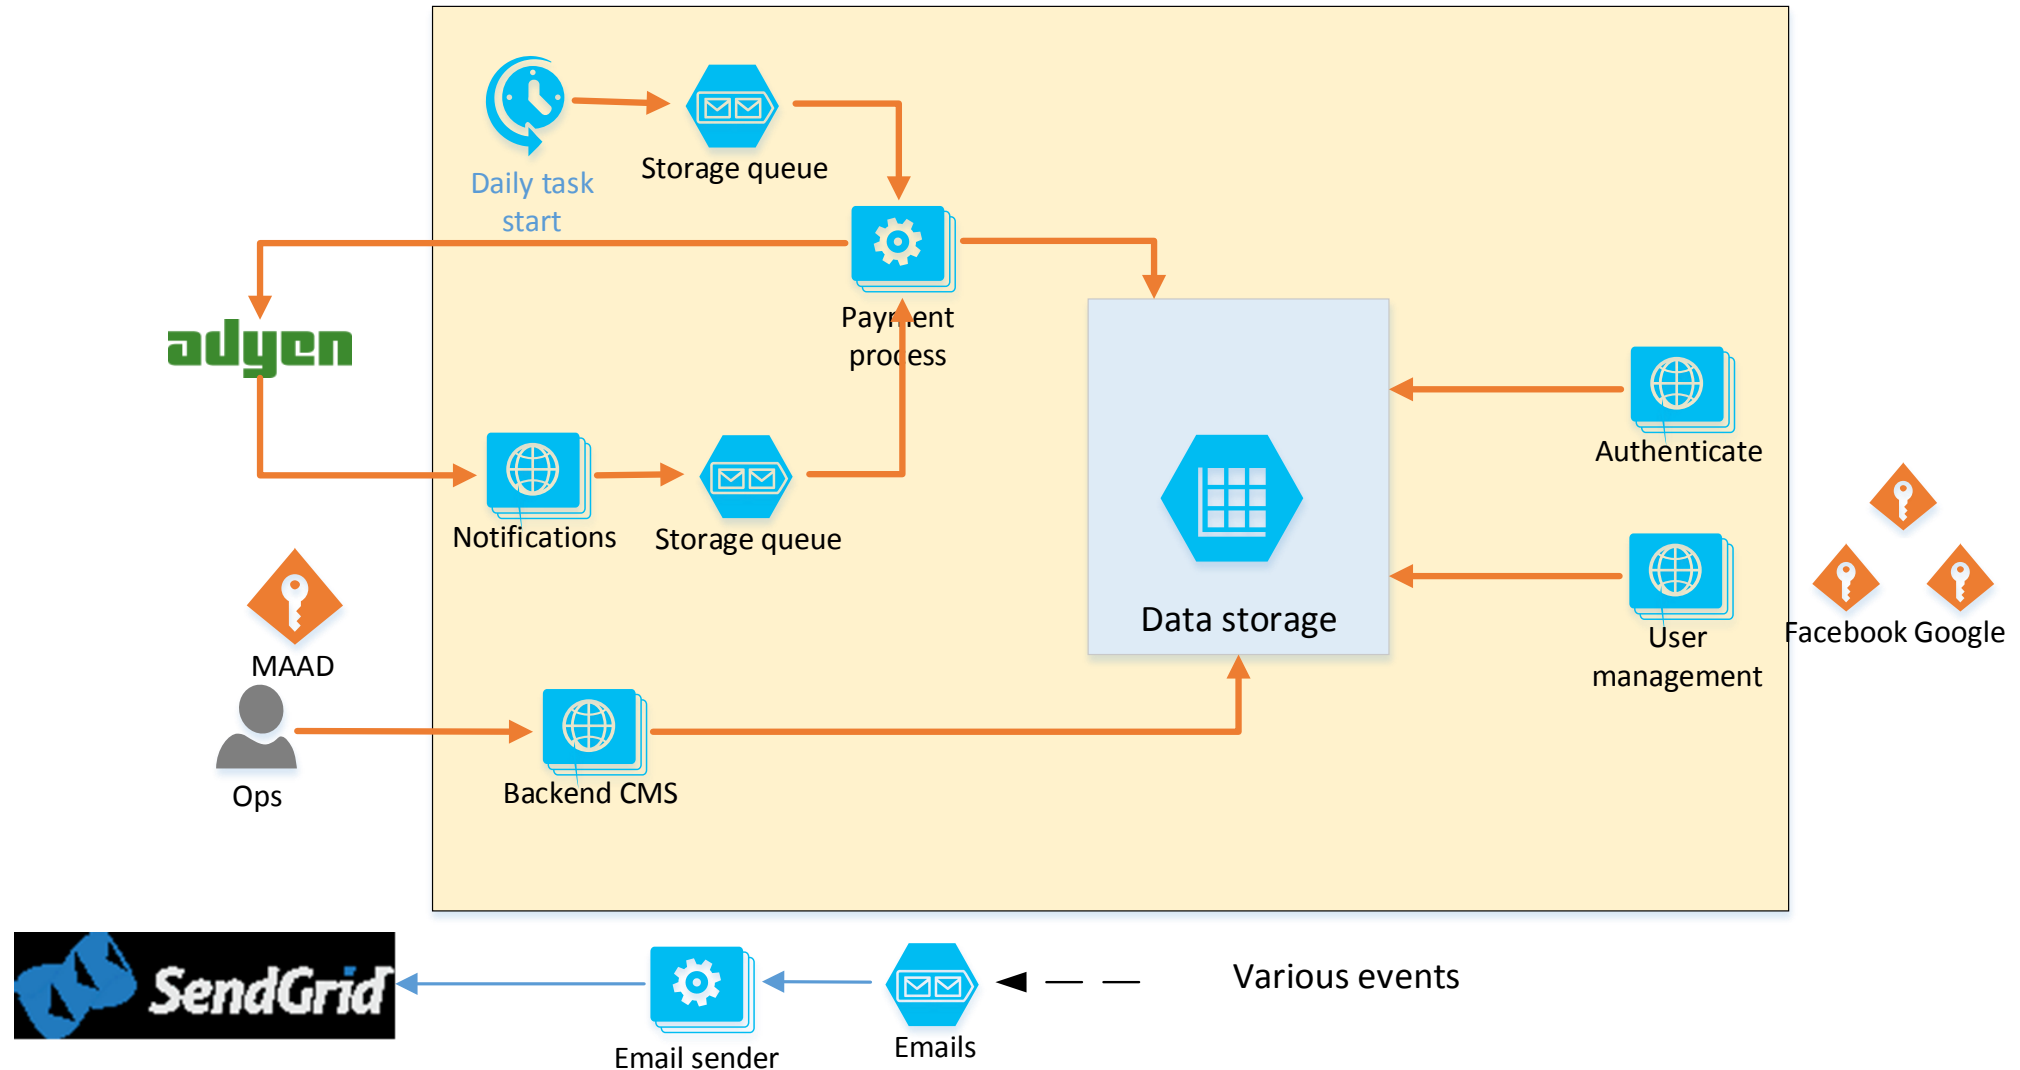 Daily task
start
Storage queue
Payment
process
adyen
Notifications
Storage queue
Authenticate
Data storage
User
management
Facebook Google
MAAD
Ops
Backend CMS
SendGrid
Email sender
Emails
Various events